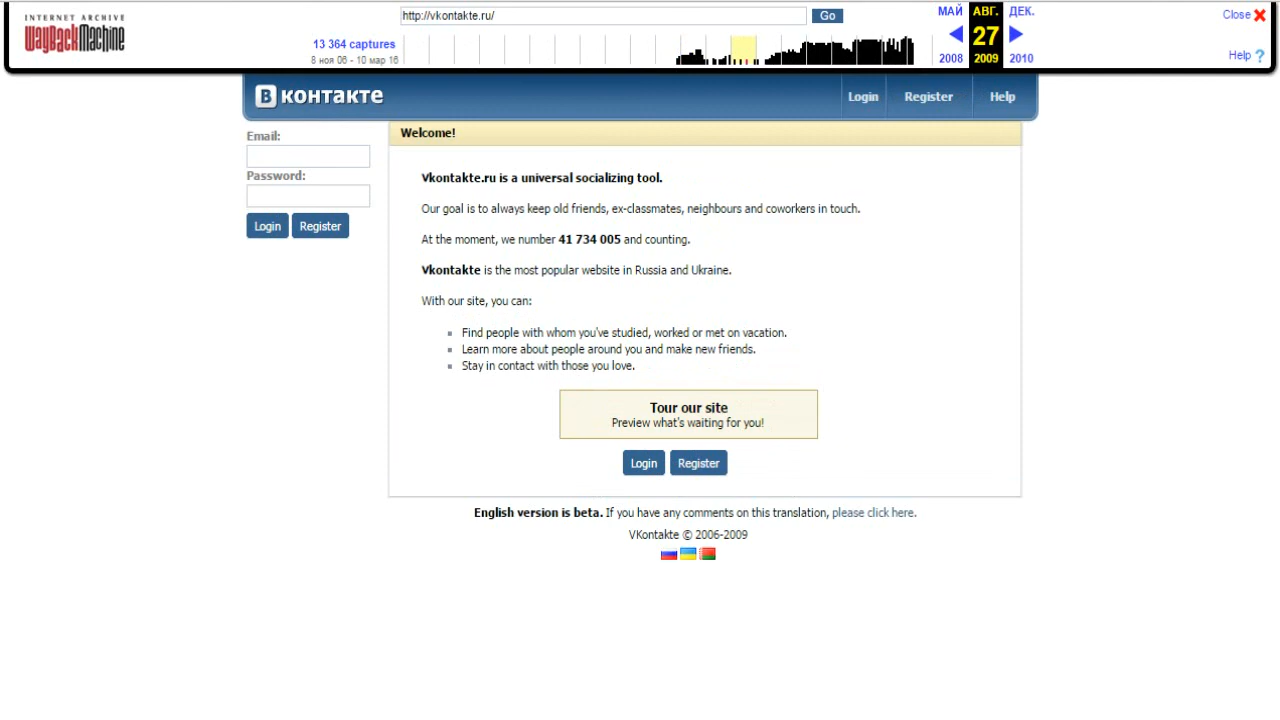 INTERNET ARCHIVE
WayBackMachine
http://vkontakte.ru/
Go
13 364 captures
8 ноя 06 - 10 мар 16
МАЙ АВГ. ДЕК.
27
2008 2009 2010
Close
Help ?
В контакте
Login Register Help
Email:
Password:
Login Register
Welcome!
Vkontakte.ru is a universal socializing tool.
Our goal is to always keep old friends, ex-classmates, neighbours and coworkers in touch.
At the moment, we number 41 734 005 and counting.
Vkontakte is the most popular website in Russia and Ukraine.
With our site, you can:
Find people with whom you've studied, worked or met on vacation.
Learn more about people around you and make new friends.
Stay in contact with those you love.
Tour our site
Preview what's waiting for you!
Login Register
English version is beta. If you have any comments on this translation, please click here.
VKontakte © 2006-2009